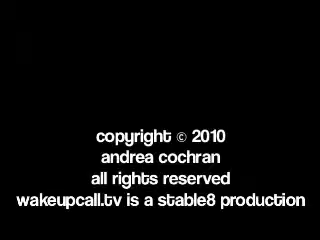 copyright © 2010
andrea cochran
all rights reserved
wakeupcall.tv is a stable8 production